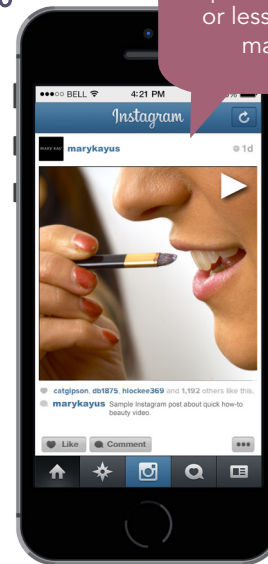 or less
BELL 4:21 PM
Instagram
MARY KAY marykayus 1d
catgipson, db1875, hlockee369 and 1,192 others like this.
marykayus Sample Instagram post about quick how-to
beauty video.
Like Comment